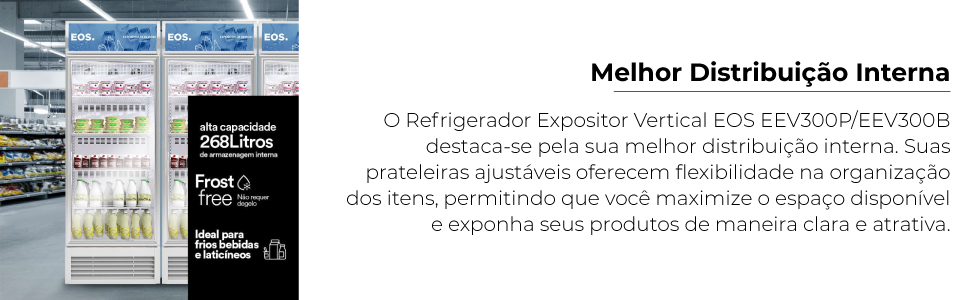 EOS. EOS. EOS.
alta capacidade
268Litros
de armazenagem interna
Frost
free Não requer
degelo
Ideal para
frios bebidas
e laticíneos
Melhor Distribuição Interna
O Refrigerador Expositor Vertical EOS EEV300P/EEV300B
destaca-se pela sua melhor distribuição interna. Suas
prateleiras ajustáveis oferecem flexibilidade na organização
dos itens, permitindo que você maximize o espaço disponível
e exponha seus produtos de maneira clara e atrativa.